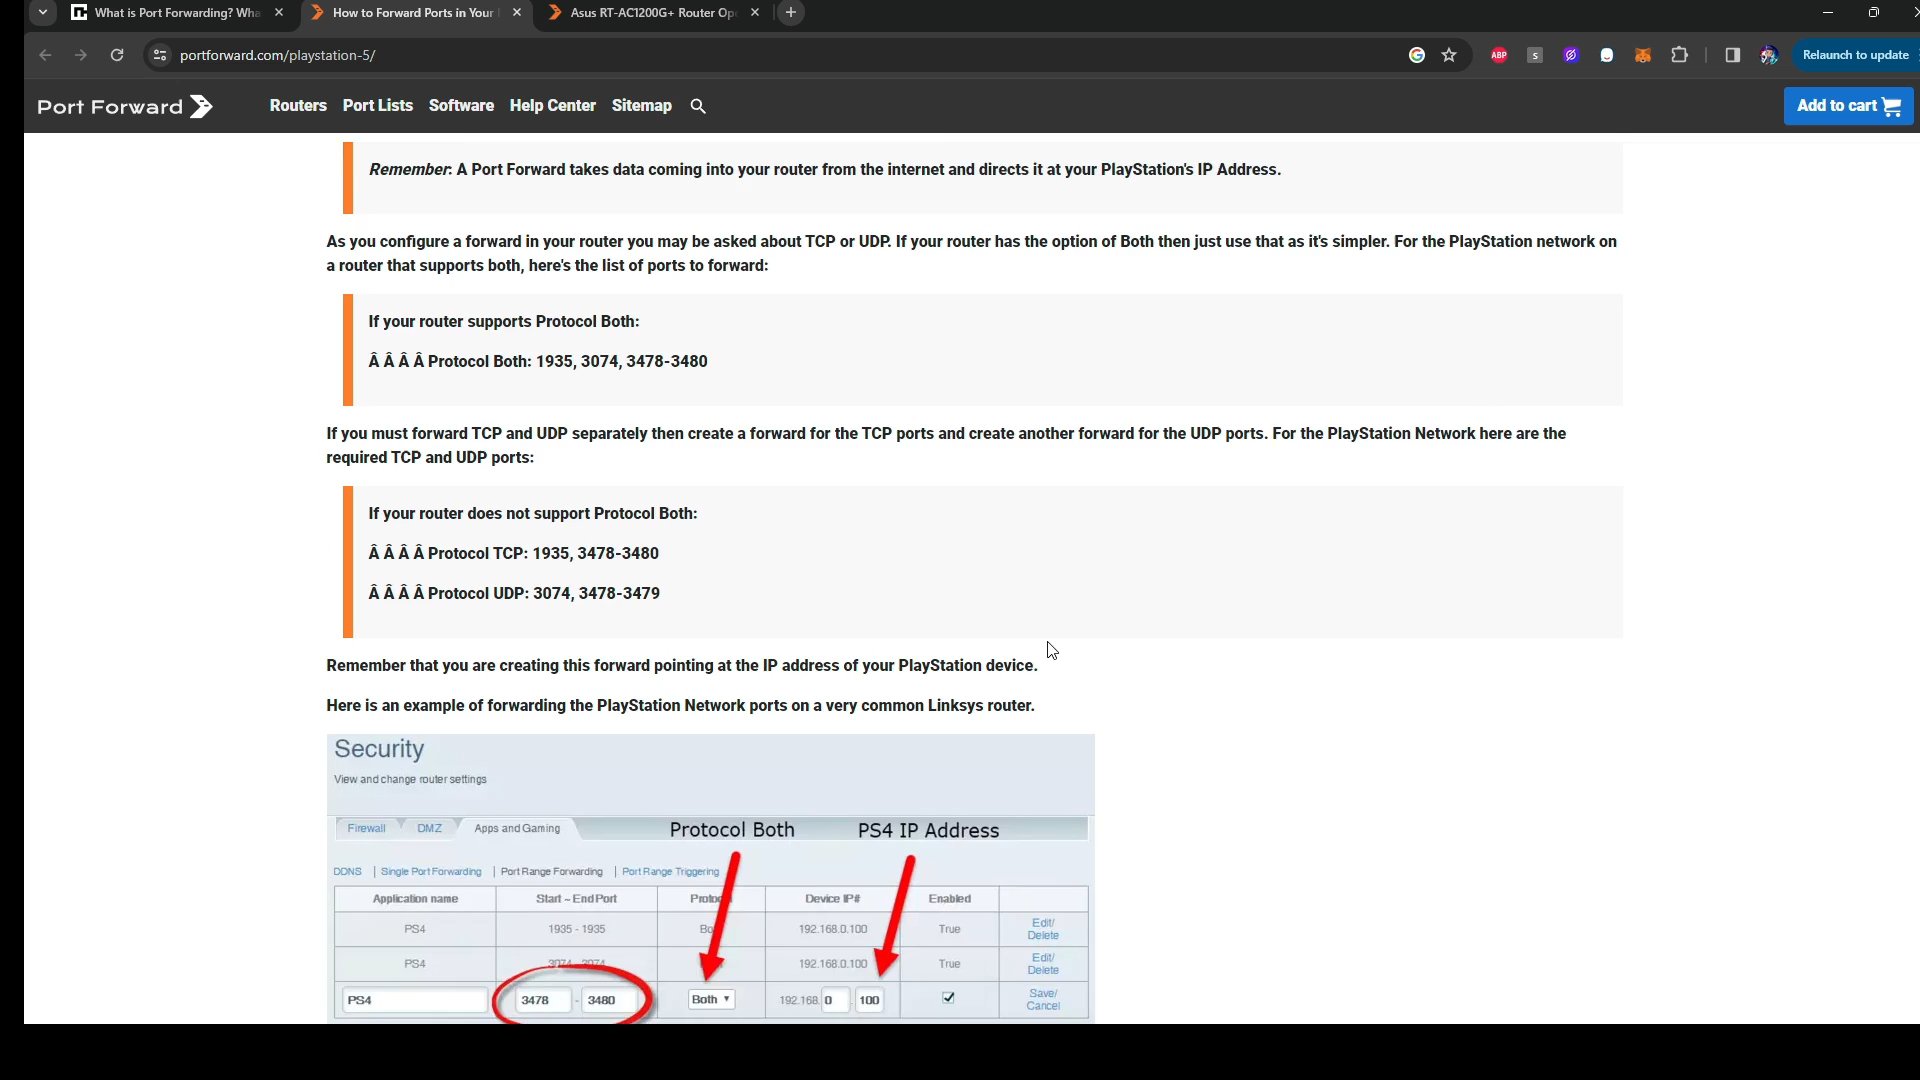 What is Port Forwarding? Wha
How to Forward Ports in Your
Asus RT-AC1200G+ Router Op
portforward.com/playstation-5/
ABP
S
Relaunch to update
Port Forward
Routers Port Lists Software Help Center Sitemap
Add to cart
Remember: A Port Forward takes data coming into your router from the internet and directs it at your PlayStation's IP Address.
As you configure a forward in your router you may be asked about TCP or UDP. If your router has the option of Both then just use that as it's simpler. For the PlayStation network on
a router that supports both, here's the list of ports to forward:
If your router supports Protocol Both:
Â Â Â Â Protocol Both: 1935, 3074, 3478-3480
If you must forward TCP and UDP separately then create a forward for the TCP ports and create another forward for the UDP ports. For the PlayStation Network here are the
required TCP and UDP ports:
If your router does not support Protocol Both:
Â Â Â Â Protocol TCP: 1935, 3478-3480
Â Â Â Â Protocol UDP: 3074, 3478-3479
Remember that you are creating this forward pointing at the IP address of your PlayStation device.
Here is an example of forwarding the PlayStation Network ports on a very common Linksys router.
Security
View and change router settings
Firewall DMZ Apps and Gaming Protocol Both PS4 IP Address
DDNS | Single Port Forwarding | Port Range Forwarding | Port Range Triggering
Application name Start ~ End Port Device IP# Enabled
PS4 1935 - 1935 192.168.0.100 True Edit/
Delete
PS4 3074 - 3074 192.168.0.100 True Edit/
Delete
PS4 3478 - 3480 Both 192.168. 0 . 100 Save/
Cancel